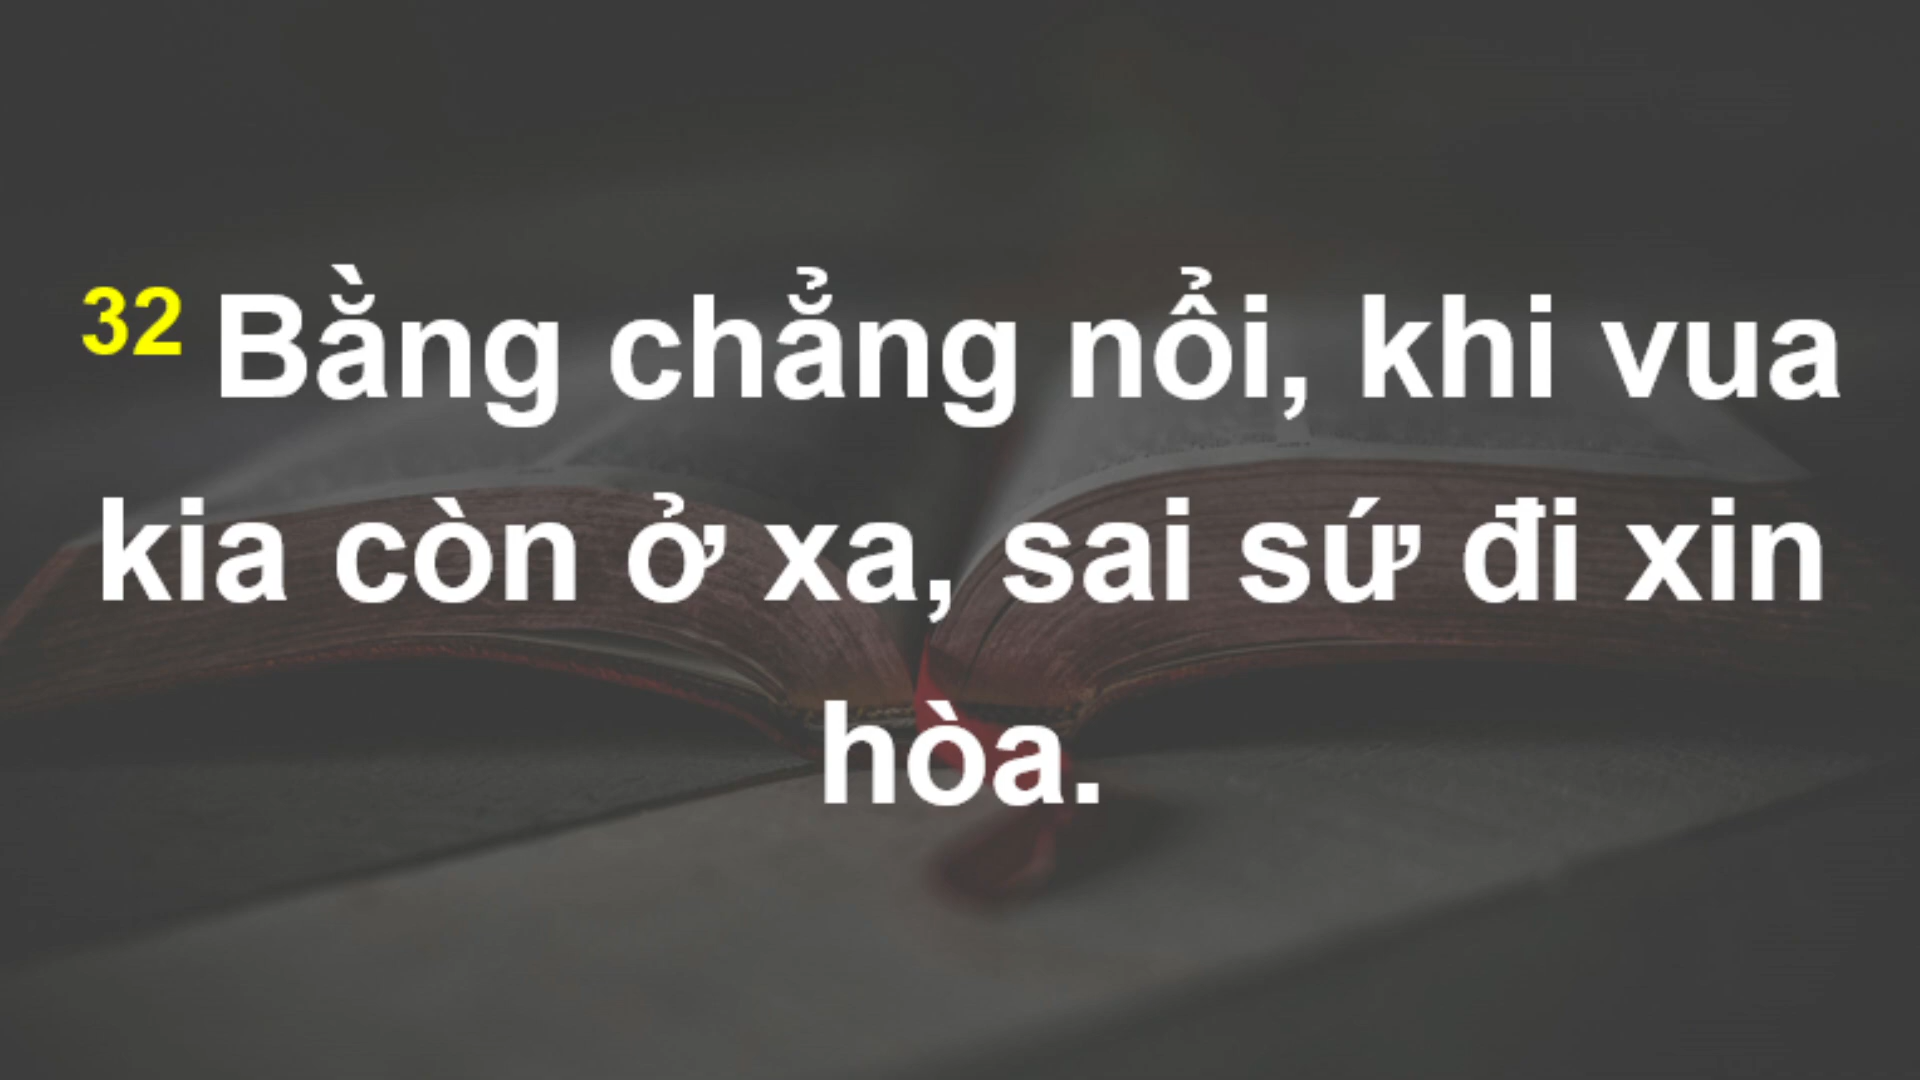 32 Bằng chẳng nổi, khi vua
kia còn ở xa, sai sứ đi xin
hòa.